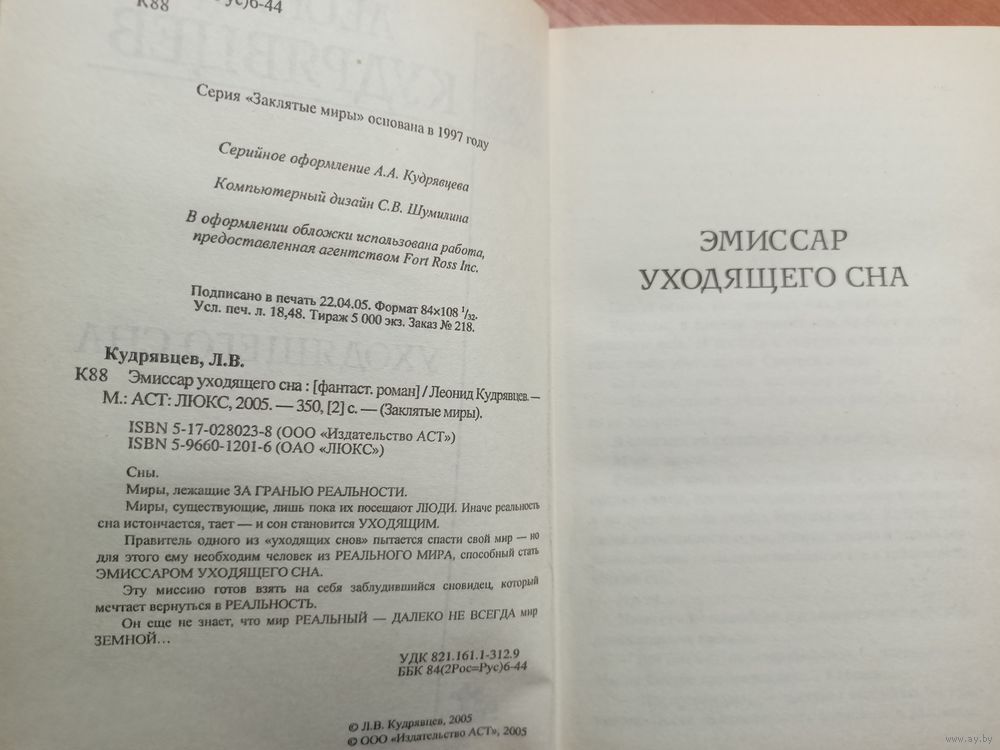 К88
Рус)6-44
Серия «Заклятые миры» основана в 1997 году
Серийное оформление А.А. Кудрявцева
Компьютерный дизайн С.В. Шумилина
В оформлении обложки использована работа,
предоставленная агентством Fort Ross Inc.
Подписано в печать 22.04.05. Формат 84×108 1/32.
Усл. печ. л. 18,48. Тираж 5 000 экз. Заказ № 218.
Кудрявцев, Л.В.
К88 Эмиссар уходящего сна : [фантаст. роман] / Леонид Кудрявцев. —
М.: АСТ: ЛЮКС, 2005. — 350, [2] с. — (Заклятые миры).
ISBN 5-17-028023-8 (ООО «Издательство АСТ»)
ISBN 5-9660-1201-6 (ОАО «ЛЮКС»)
Сны.
Миры, лежащие ЗА ГРАНЬЮ РЕАЛЬНОСТИ.
Миры, существующие, лишь пока их посещают ЛЮДИ. Иначе реальность
сна истончается, тает — и сон становится УХОДЯЩИМ.
Правитель одного из «уходящих снов» пытается спасти свой мир — но
для этого ему необходим человек из РЕАЛЬНОГО МИРА, способный стать
ЭМИССАРОМ УХОДЯЩЕГО СНА.
Эту миссию готов взять на себя заблудившийся сновидец, который
мечтает вернуться в РЕАЛЬНОСТЬ.
Он еще не знает, что мир РЕАЛЬНЫЙ — ДАЛЕКО НЕ ВСЕГДА мир
ЗЕМНОЙ...
УДК 821.161.1-312.9
ББК 84(2Рос=Рус)6-44
© Л.В. Кудрявцев, 2005
© ООО «Издательство АСТ», 2005
ЭМИССАР
УХОДЯЩЕГО СНА
www.ay.by